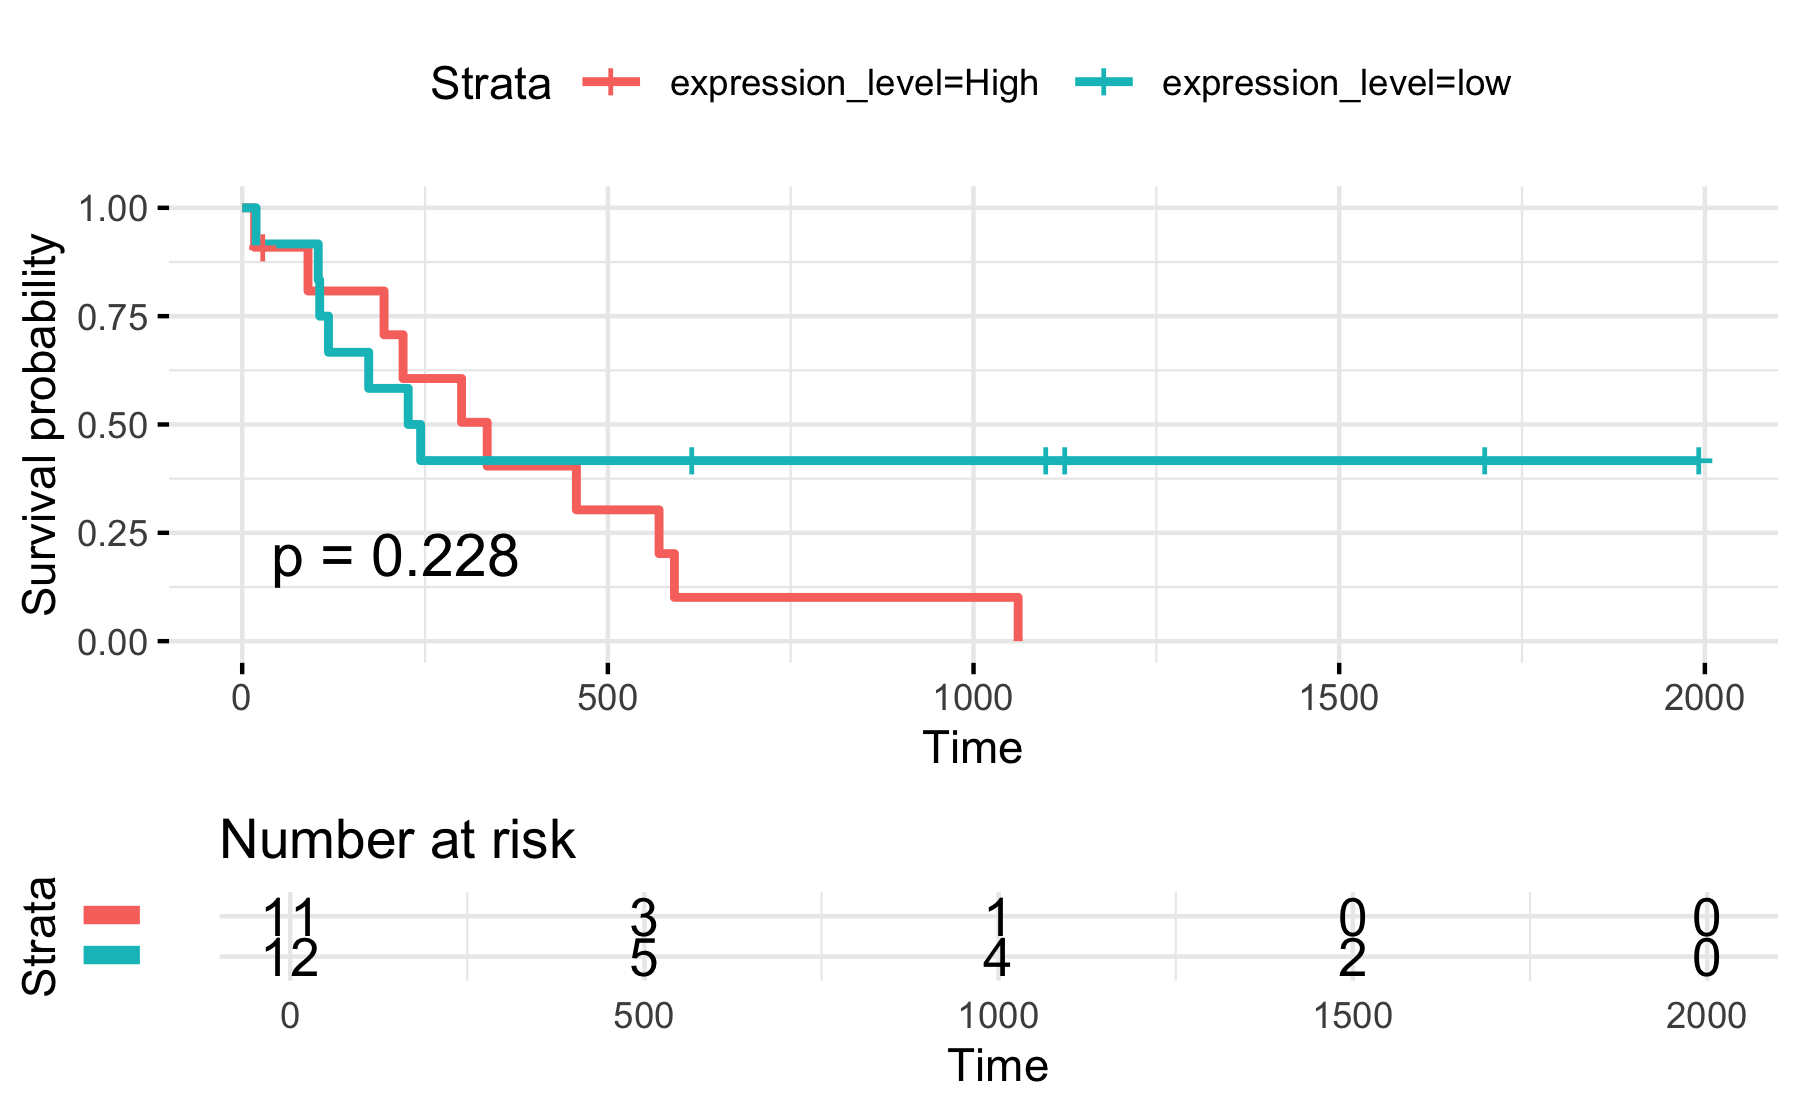 Strata expression_level=High expression_level=low
Survival probability
1.00
0.75
0.50
0.25
0.00
p = 0.228
0 500 1000 1500 2000
Time
Number at risk
Strata
11 3 1 0 0
12 5 4 2 0
0 500 1000 1500 2000
Time